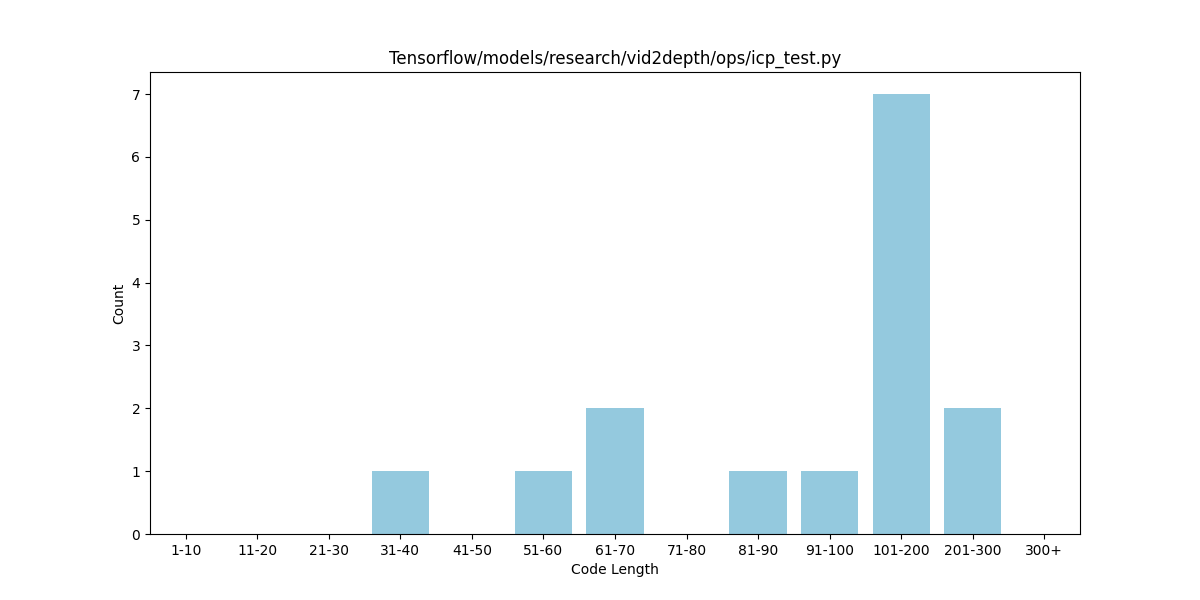 Tensorflow/models/research/vid2depth/ops/icp_test.py
7
6
5
4
3
2
1
0
Count
1-10 11-20 21-30 31-40 41-50 51-60 61-70 71-80 81-90 91-100 101-200 201-300 300+
Code Length